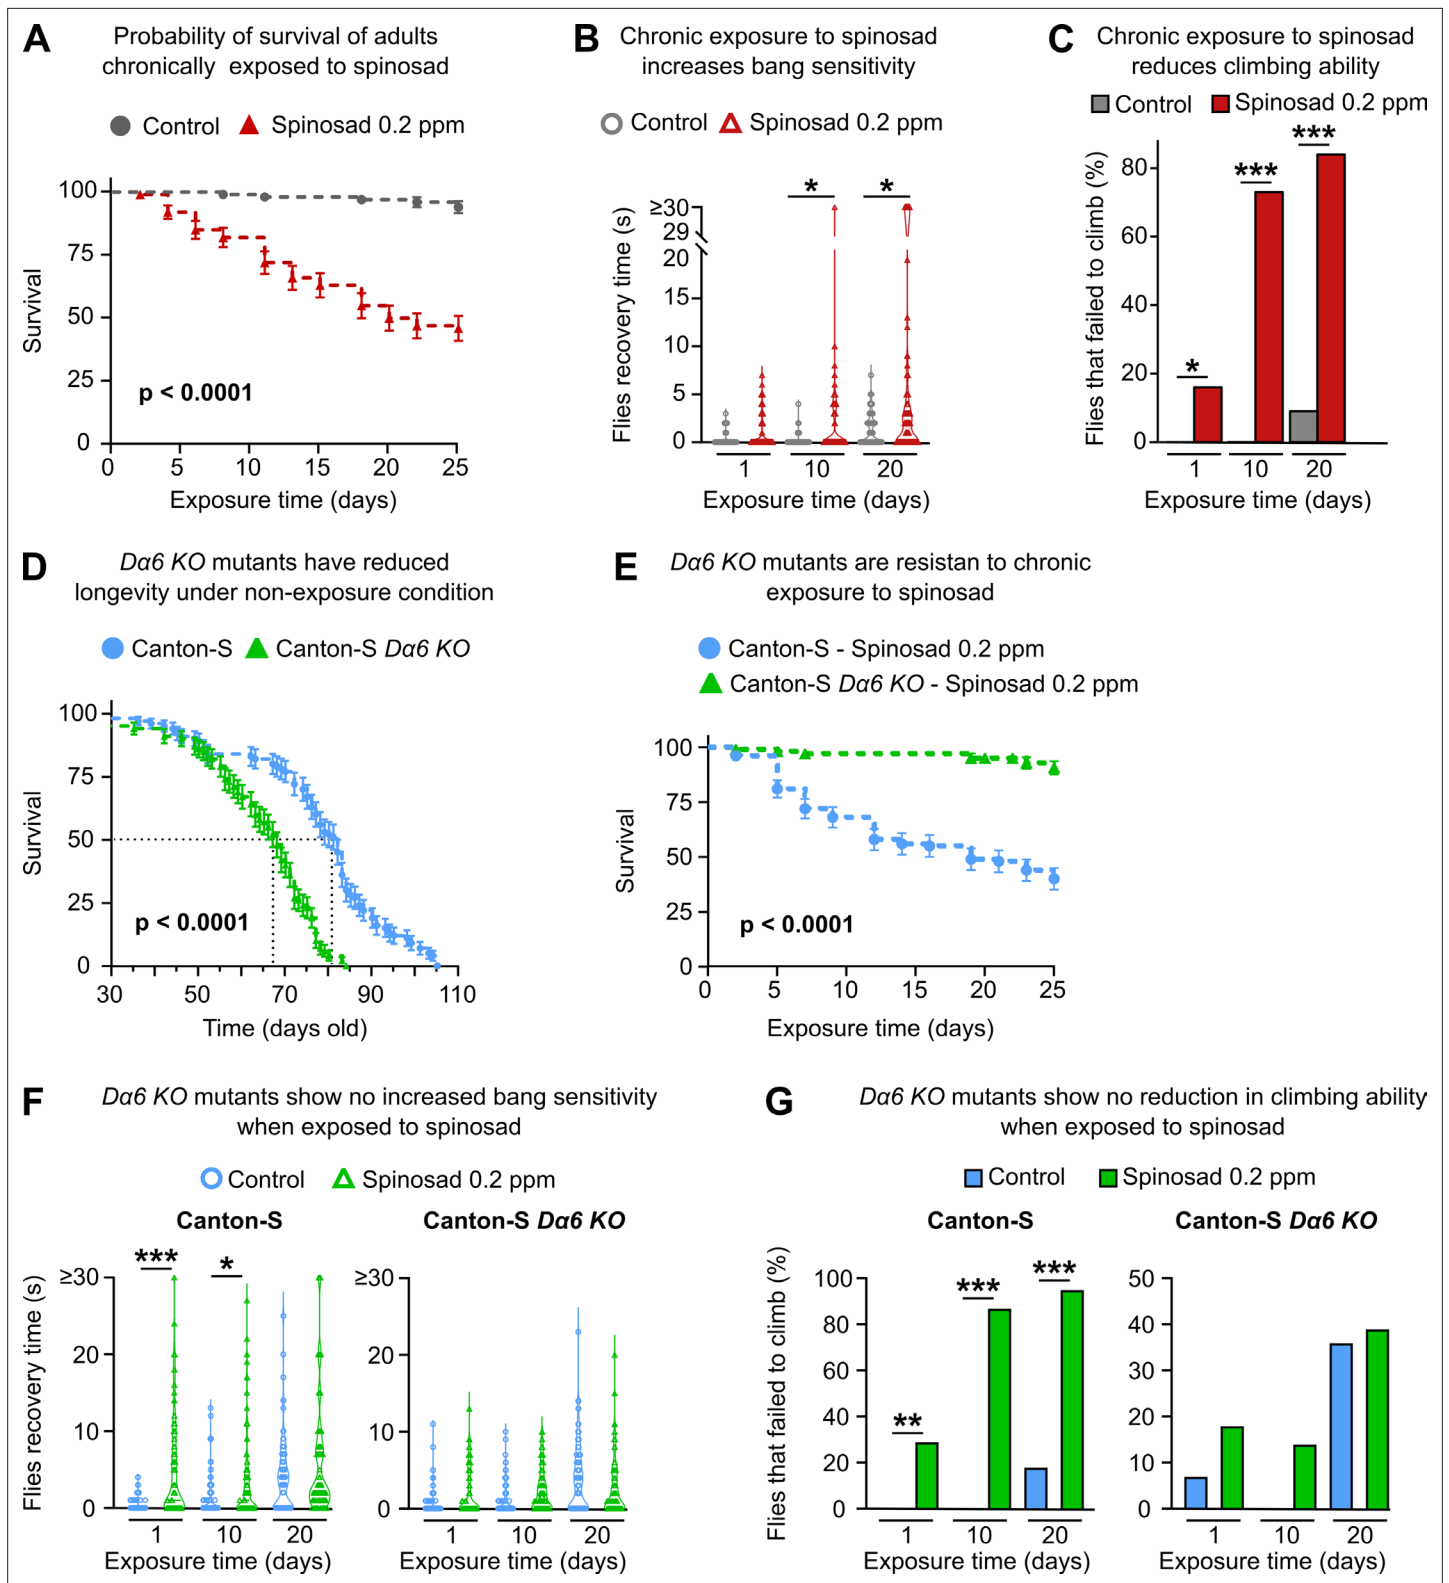 A
Probability of survival of adults
chronically exposed to spinosad
Control
Spinosad 0.2 ppm
Survival
100
75
50
25
0
p < 0.0001
0 5 10 15 20 25
Exposure time (days)
B
Chronic exposure to spinosad
increases bang sensitivity
Control
Spinosad 0.2 ppm
Flies recovery time (s)
* *
≥30
29
20
15
10
5
0
1 10 20
Exposure time (days)
C
Chronic exposure to spinosad
reduces climbing ability
Control
Spinosad 0.2 ppm
Flies that failed to climb (%)
* *** ***
80
60
40
20
0
1 10 20
Exposure time (days)
D
Dα6 KO mutants have reduced
longevity under non-exposure condition
Canton-S
Canton-S Dα6 KO
Survival
100
75
50
25
0
p < 0.0001
30 50 70 90 110
Time (days old)
E
Dα6 KO mutants are resistan to chronic
exposure to spinosad
Canton-S - Spinosad 0.2 ppm
Canton-S Dα6 KO - Spinosad 0.2 ppm
Survival
100
75
50
25
0
p < 0.0001
0 5 10 15 20 25
Exposure time (days)
F
Dα6 KO mutants show no increased bang sensitivity
when exposed to spinosad
Control
Spinosad 0.2 ppm
Canton-S
Flies recovery time (s)
*** *
≥30
20
10
0
1 10 20
Exposure time (days)
Canton-S Dα6 KO
≥30
20
10
0
1 10 20
Exposure time (days)
G
Dα6 KO mutants show no reduction in climbing ability
when exposed to spinosad
Control
Spinosad 0.2 ppm
Canton-S
Flies that failed to climb (%)
** *** ***
100
80
60
40
20
0
1 10 20
Exposure time (days)
Canton-S Dα6 KO
50
40
30
20
10
0
1 10 20
Exposure time (days)